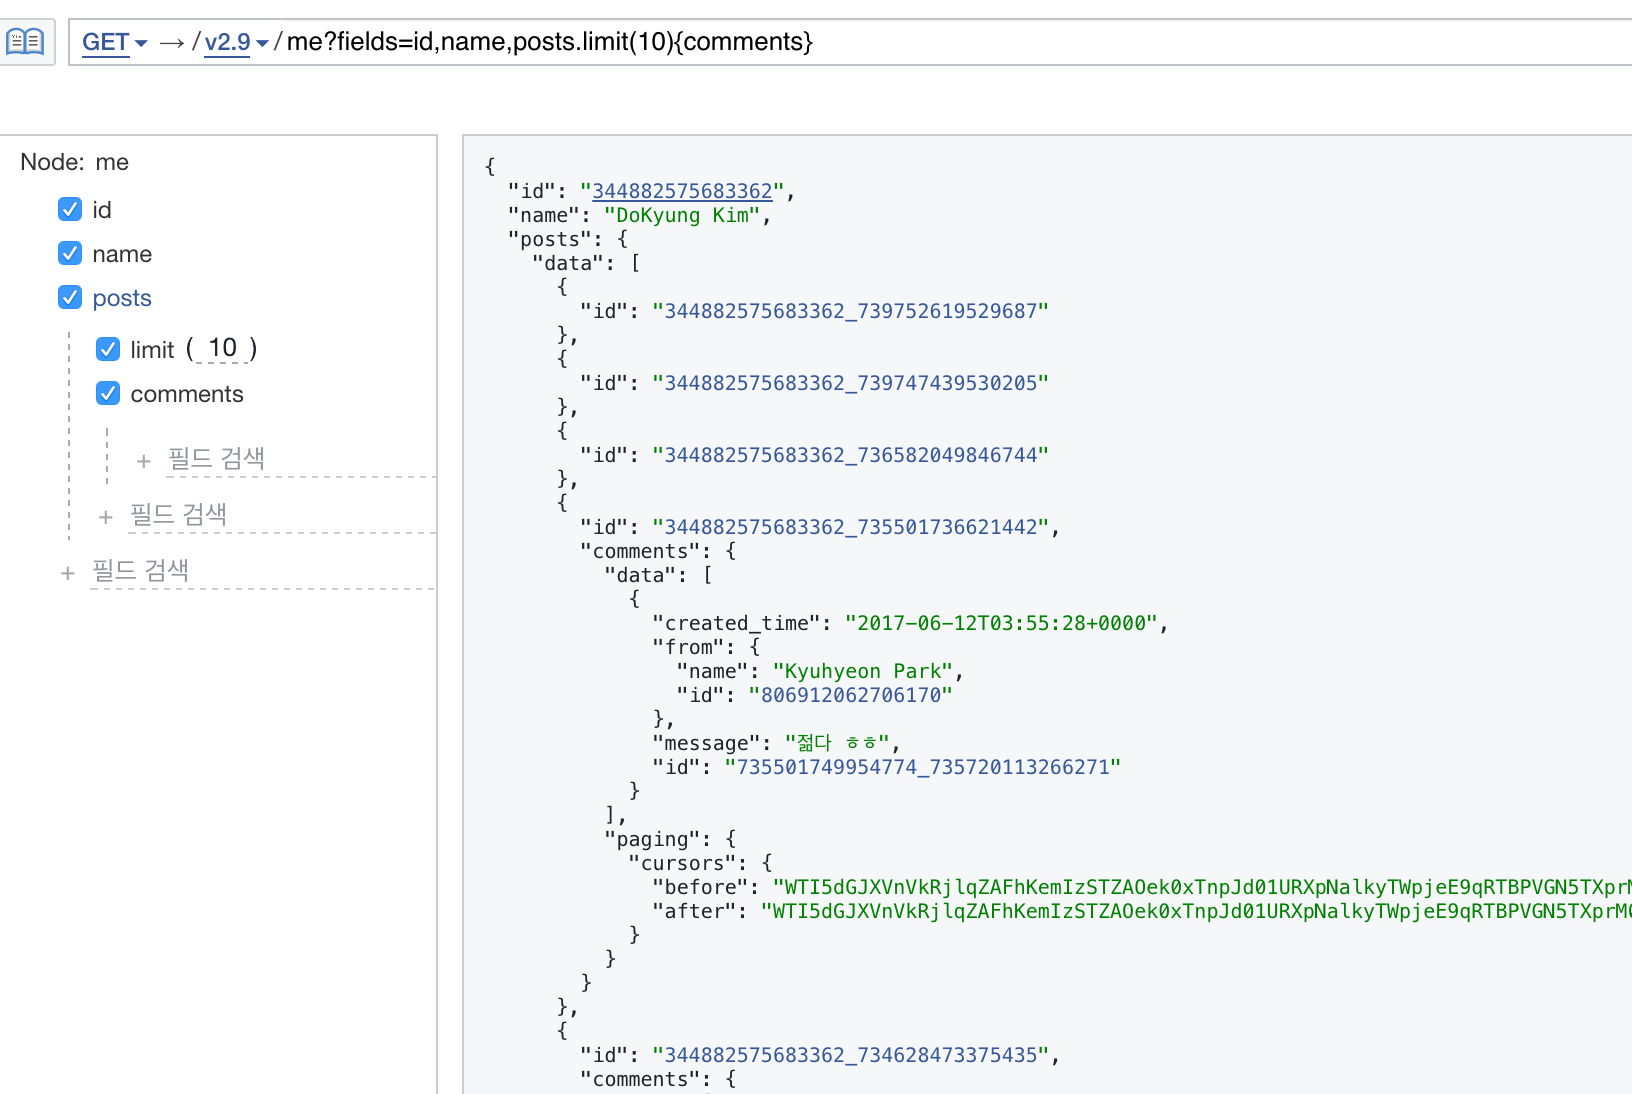 GET → / v2.9 / me?fields=id,name,posts.limit(10){comments}
Node: me
id
name
posts
limit ( 10 )
comments
+ 필드 검색
+ 필드 검색
+ 필드 검색
{
"id": "344882575683362",
"name": "DoKyung Kim",
"posts": {
"data": [
{
"id": "344882575683362_739752619529687"
},
{
"id": "344882575683362_739747439530205"
},
{
"id": "344882575683362_736582049846744"
},
{
"id": "344882575683362_735501736621442",
"comments": {
"data": [
{
"created_time": "2017-06-12T03:55:28+0000",
"from": {
"name": "Kyuhyeon Park",
"id": "806912062706170"
},
"message": "젊다 ㅎㅎ",
"id": "735501749954774_735720113266271"
}
],
"paging": {
"cursors": {
"before": "WTI5dGJXVnVkRjlqZAFhKemIzSTZAOek0xTnpJd01URXpNalkyTWpjeE9qRTBPVGN5TXprM
"after": "WTI5dGJXVnVkRjlqZAFhKemIzSTZAOek0xTnpJd01URXpNalkyTWpjeE9qRTBPVGN5TXprM
}
}
}
},
{
"id": "344882575683362_734628473375435",
"comments": {